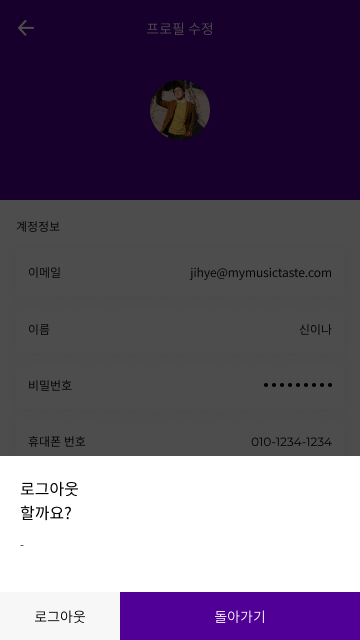 프로필 수정
계정정보
이메일 jihye@mymusictaste.com
이름 신이나
비밀번호 •••••••••
휴대폰 번호 010-1234-1234
로그아웃
할까요?
-
로그아웃 돌아가기